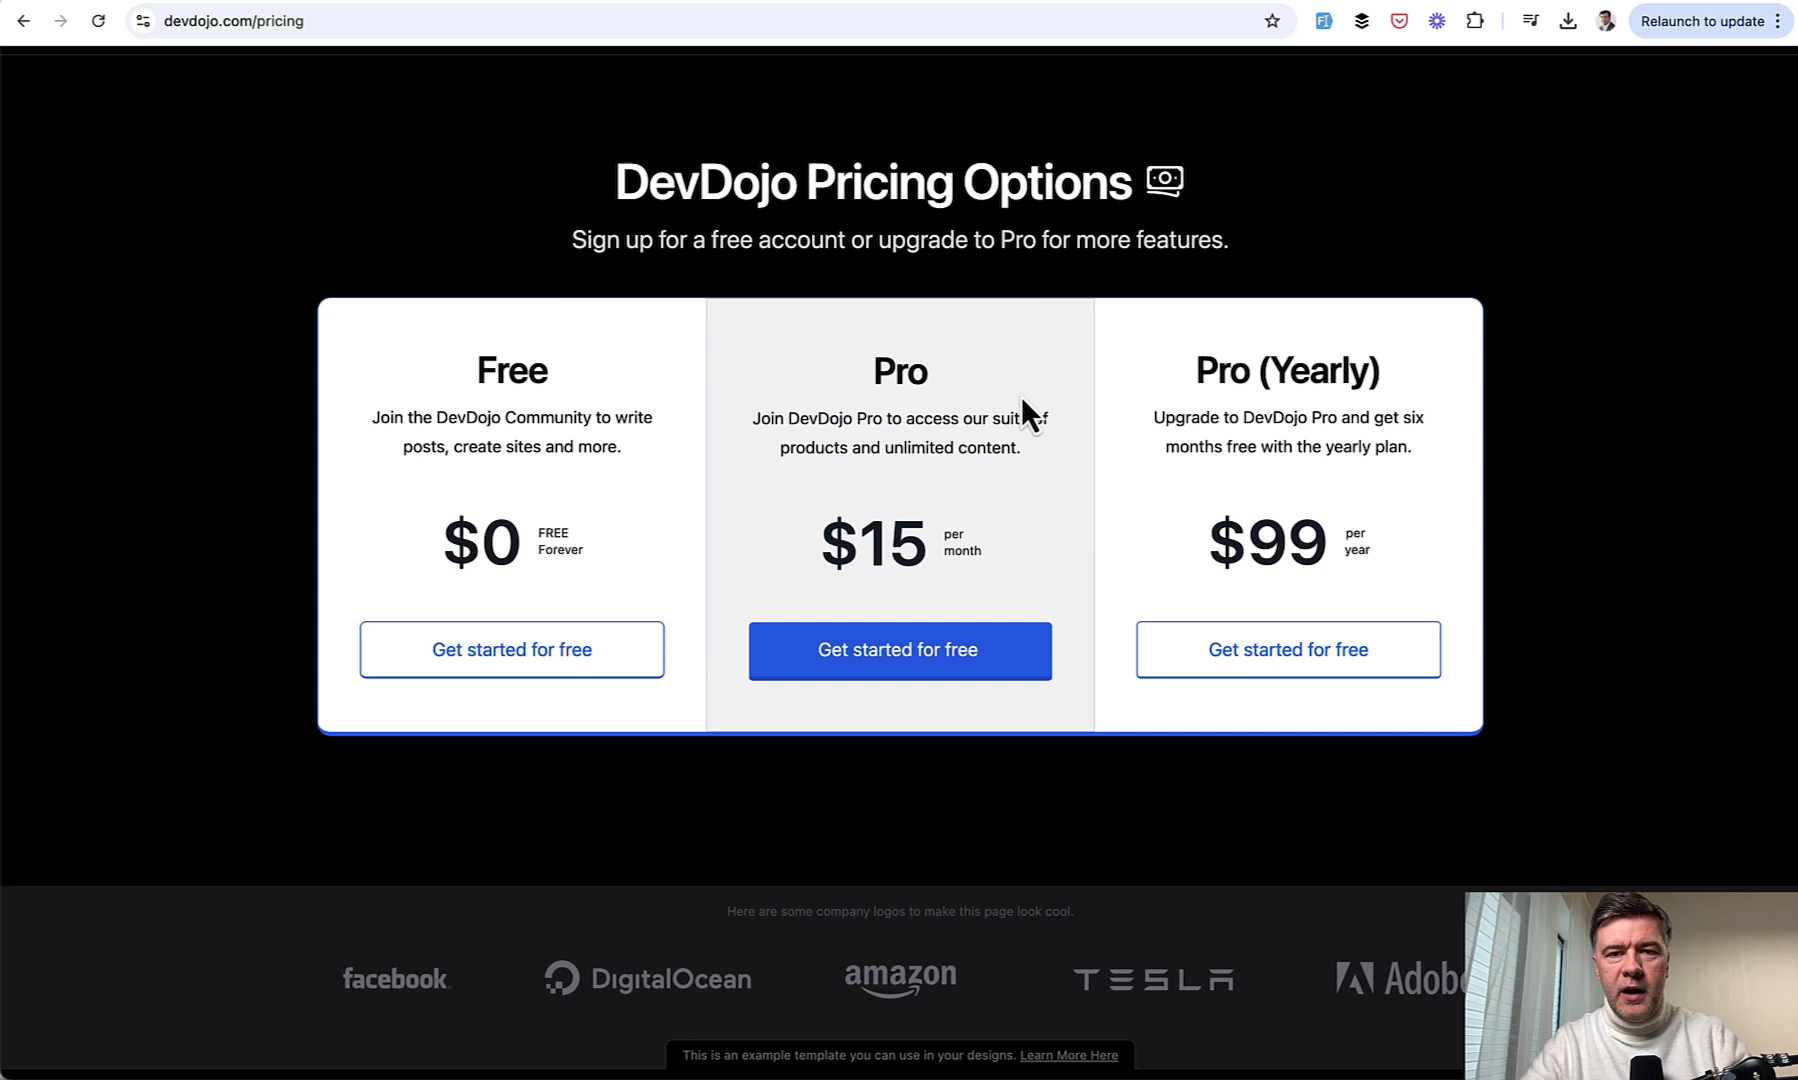 devdojo.com/pricing
Relaunch to update
DevDojo Pricing Options
Sign up for a free account or upgrade to Pro for more features.
Free
Join the DevDojo Community to write
posts, create sites and more.
$0 FREE
Forever
Get started for free
Pro
Join DevDojo Pro to access our suite of
products and unlimited content.
$15 per
month
Get started for free
Pro (Yearly)
Upgrade to DevDojo Pro and get six
months free with the yearly plan.
$99 per
year
Get started for free
Here are some company logos to make this page look cool.
facebook.
DigitalOcean
amazon
TESLA
Adobe
This is an example template you can use in your designs. Learn More Here